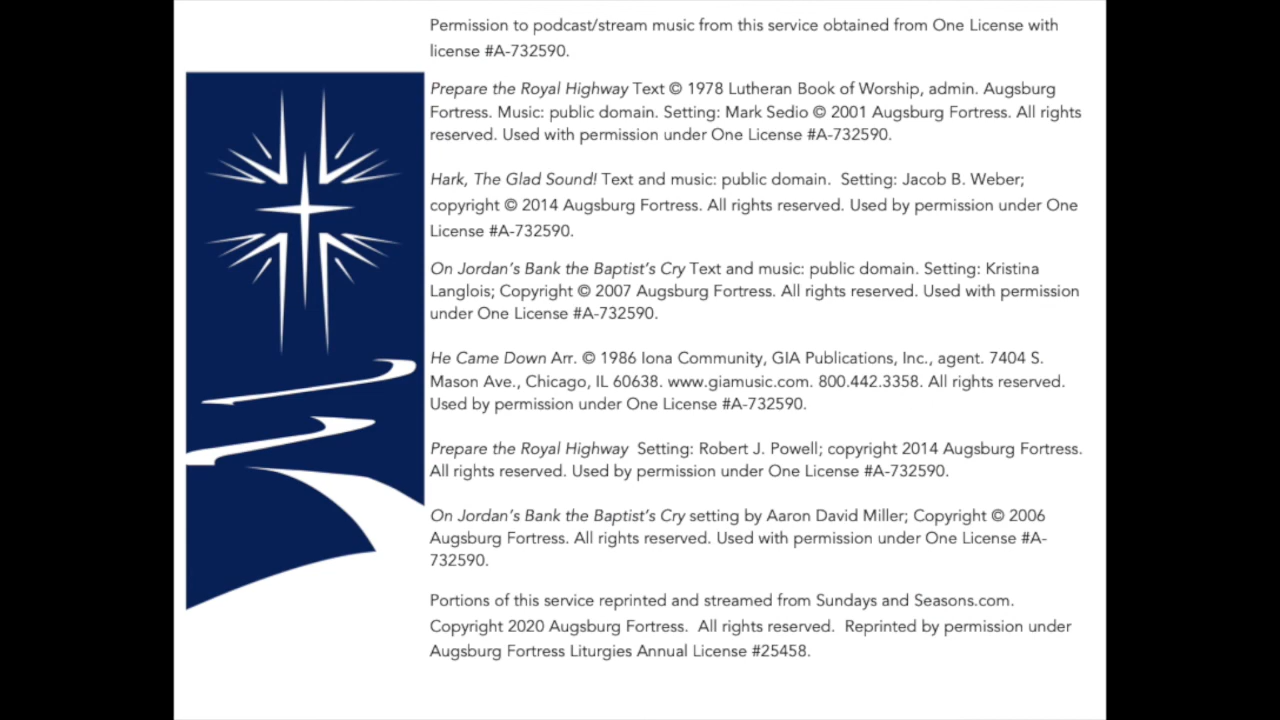 Permission to podcast/stream music from this service obtained from One License with
license #A-732590.
Prepare the Royal Highway Text © 1978 Lutheran Book of Worship, admin. Augsburg
Fortress. Music: public domain. Setting: Mark Sedio © 2001 Augsburg Fortress. All rights
reserved. Used with permission under One License #A-732590.
Hark, The Glad Sound! Text and music: public domain.  Setting: Jacob B. Weber;
copyright © 2014 Augsburg Fortress. All rights reserved. Used by permission under One
License #A-732590.
On Jordan's Bank the Baptist's Cry Text and music: public domain. Setting: Kristina
Langlois; Copyright © 2007 Augsburg Fortress. All rights reserved. Used with permission
under One License #A-732590.
He Came Down Arr. © 1986 Iona Community, GIA Publications, Inc., agent. 7404 S.
Mason Ave., Chicago, IL 60638. www.giamusic.com. 800.442.3358. All rights reserved.
Used by permission under One License #A-732590.
Prepare the Royal Highway  Setting: Robert J. Powell; copyright 2014 Augsburg Fortress.
All rights reserved. Used by permission under One License #A-732590.
On Jordan's Bank the Baptist's Cry setting by Aaron David Miller; Copyright © 2006
Augsburg Fortress. All rights reserved. Used with permission under One License #A-
732590.
Portions of this service reprinted and streamed from Sundays and Seasons.com.
Copyright 2020 Augsburg Fortress.  All rights reserved.  Reprinted by permission under
Augsburg Fortress Liturgies Annual License #25458.